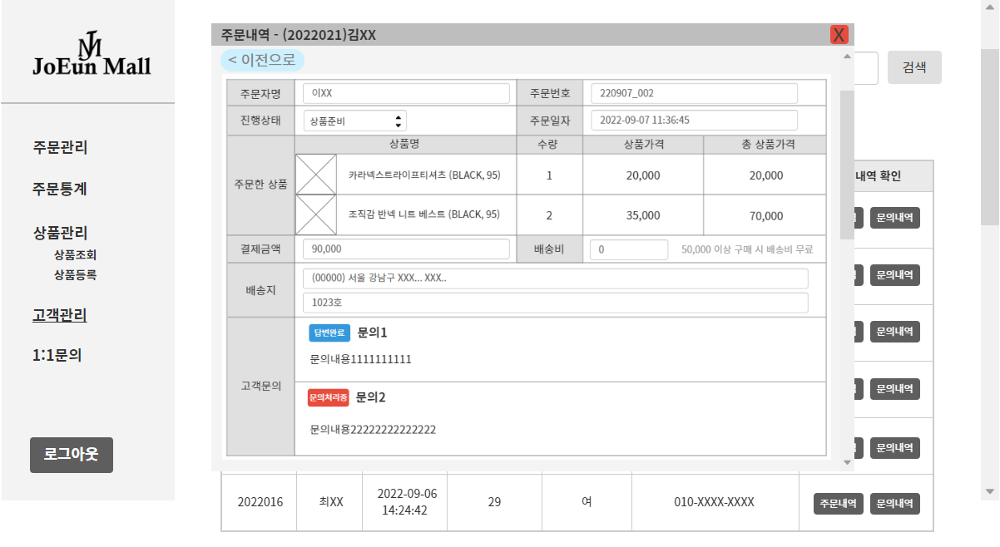 JM
JoEun Mall
주문관리
주문통계
상품관리
상품조회
상품등록
고객관리
1:1문의
로그아웃
검색
주문내역 - (2022021)김XX
X
< 이전으로
주문자명 이XX 주문번호 220907_002
진행상태 상품준비 주문일자 2022-09-07 11:36:45
주문한 상품 상품명 수량 상품가격 총 상품가격
카라넥스트라이프티셔츠 (BLACK, 95) 1 20,000 20,000
조직감 반넥 니트 베스트 (BLACK, 95) 2 35,000 70,000
결제금액 90,000 배송비 0 50,000 이상 구매 시 배송비 무료
배송지 (00000) 서울 강남구 XXX... XXX..
1023호
고객문의
답변완료 문의1
문의내용1111111111
문의처리중 문의2
문의내용22222222222222
내역 확인
문의내역
문의내역
문의내역
문의내역
문의내역
2022016 최XX 2022-09-06 29 여 010-XXXX-XXXX 주문내역 문의내역
14:24:42